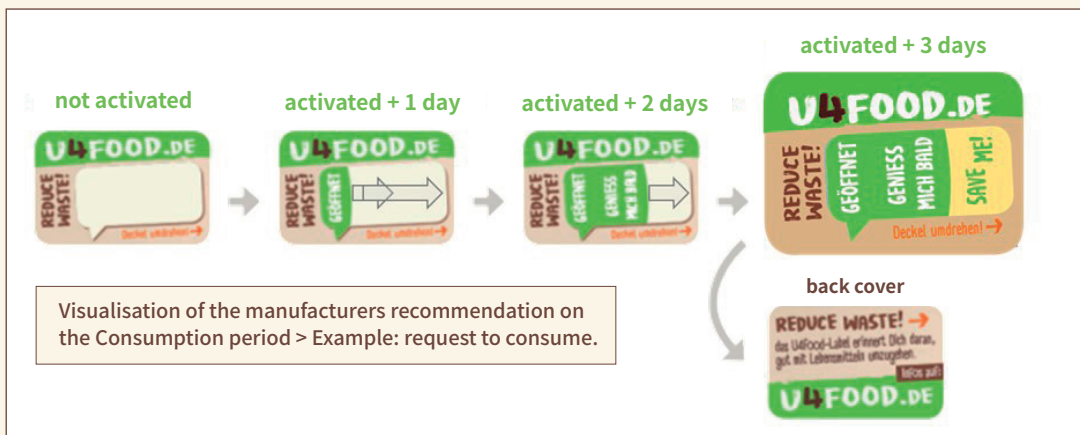 not activated
U4FOOD.DE
REDUCE
WASTE!
Deckel umdrehen!
activated + 1 day
U4FOOD.DE
REDUCE
WASTE!
GEÖFFNET
Deckel umdrehen!
activated + 2 days
U4FOOD.DE
REDUCE
WASTE!
GEÖFFNET
GENIESS
MICH BALD
Deckel umdrehen!
activated + 3 days
U4FOOD.DE
REDUCE
WASTE!
GEÖFFNET
GENIESS
MICH BALD
SAVE ME!
Deckel umdrehen!
Visualisation of the manufacturers recommendation on
the Consumption period > Example: request to consume.
back cover
REDUCE WASTE!
das U4Food-Label erinnert Dich daran,
gut mit Lebensmitteln umzugehen.
Infos auf:
U4FOOD.DE